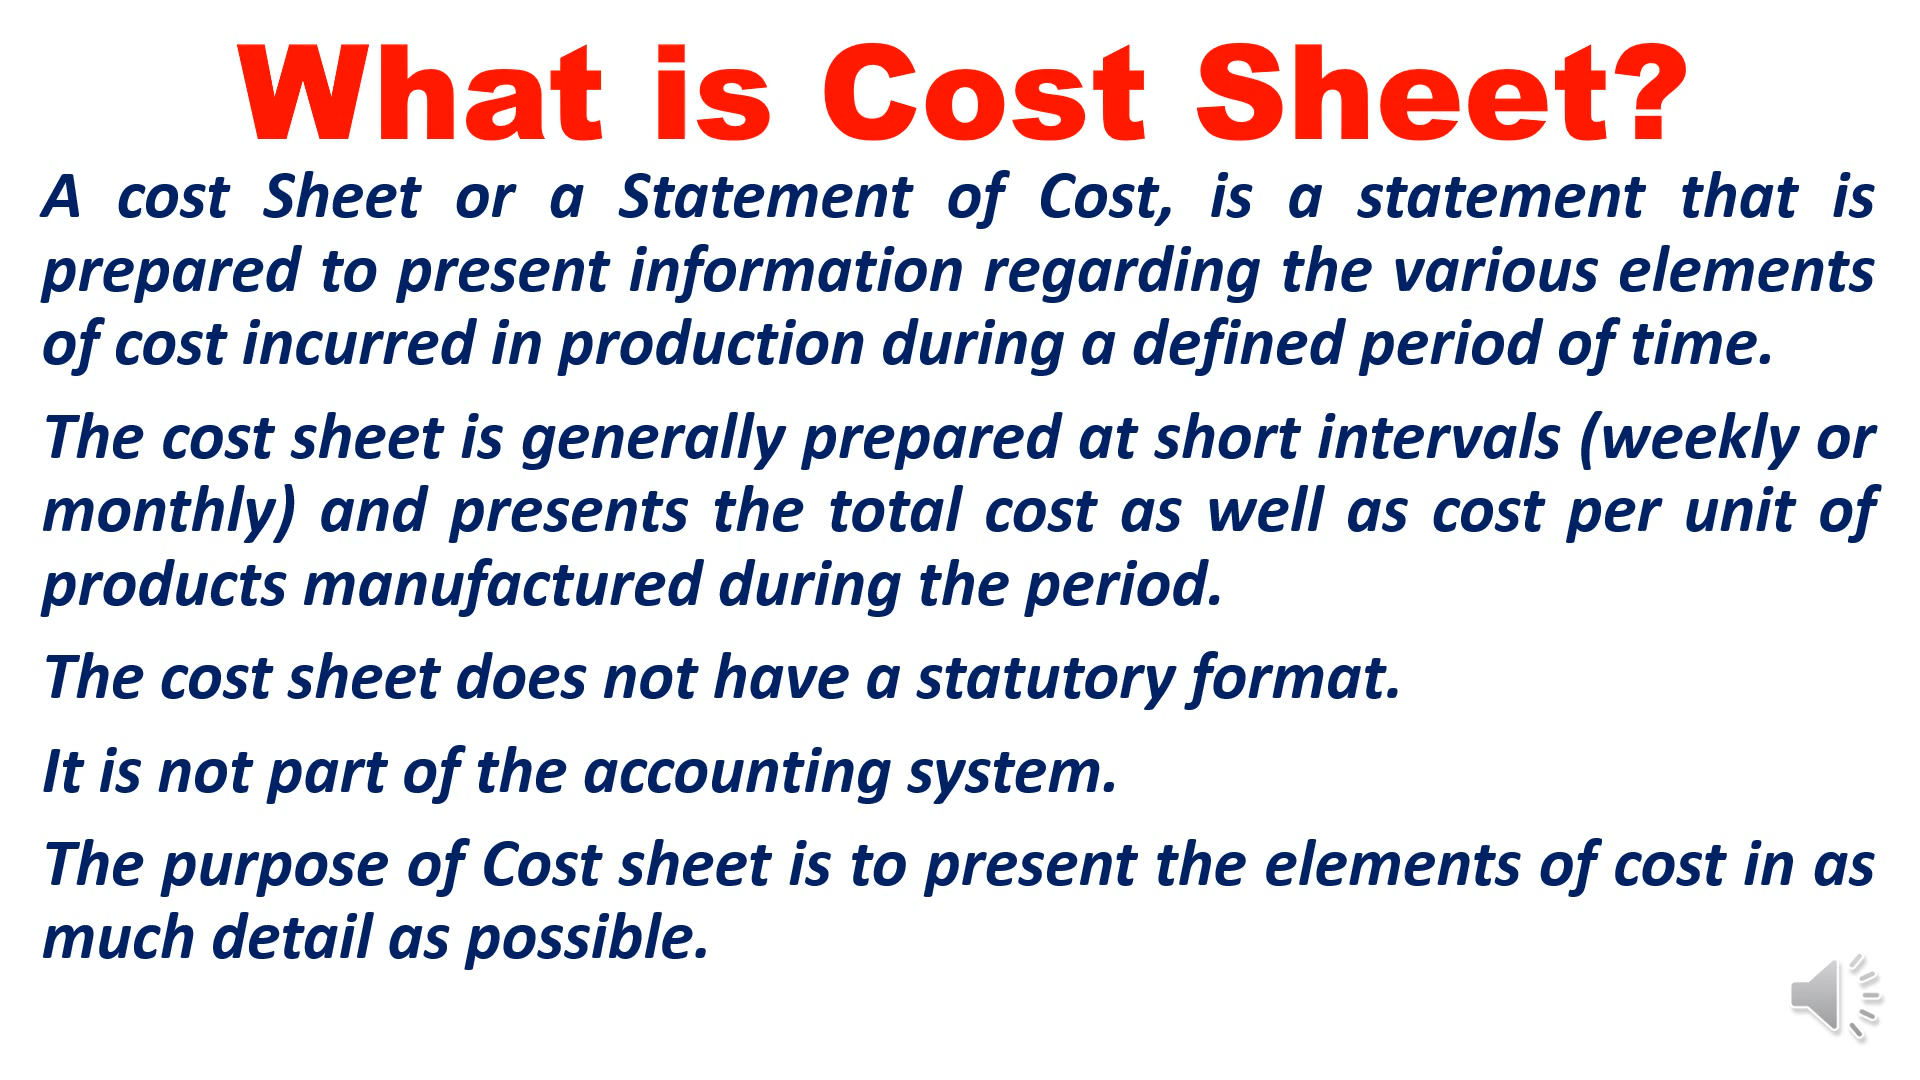 What is Cost Sheet?
A cost Sheet or a Statement of Cost, is a statement that is
prepared to present information regarding the various elements
of cost incurred in production during a defined period of time.
The cost sheet is generally prepared at short intervals (weekly or
monthly) and presents the total cost as well as cost per unit of
products manufactured during the period.
The cost sheet does not have a statutory format.
It is not part of the accounting system.
The purpose of Cost sheet is to present the elements of cost in as
much detail as possible.